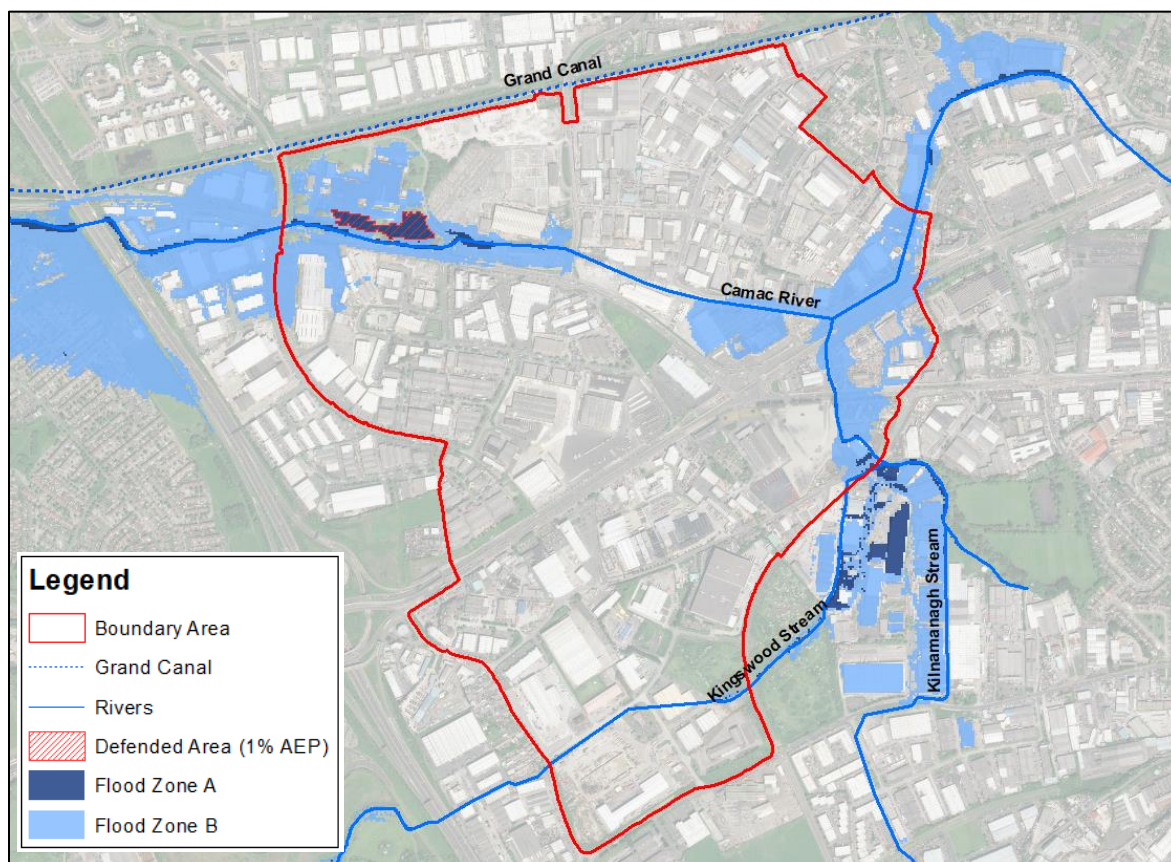 Grand Canal
Camac River
Kingswood Stream
Kilnamanagh Stream
Legend
Boundary Area
Grand Canal
Rivers
Defended Area (1% AEP)
Flood Zone A
Flood Zone B